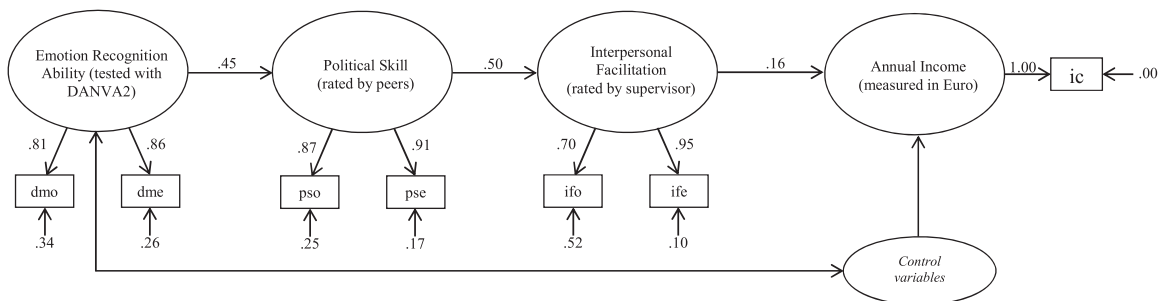 Emotion Recognition
Ability (tested with
DANVA2)
.45
Political Skill
(rated by peers)
.50
Interpersonal
Facilitation
(rated by supervisor)
.16
Annual Income
(measured in Euro)
1.00
ic
.00
.81
.86
.87
.91
.70
.95
dmo
dme
pso
pse
ifo
ife
.34
.26
.25
.17
.52
.10
Control
variables